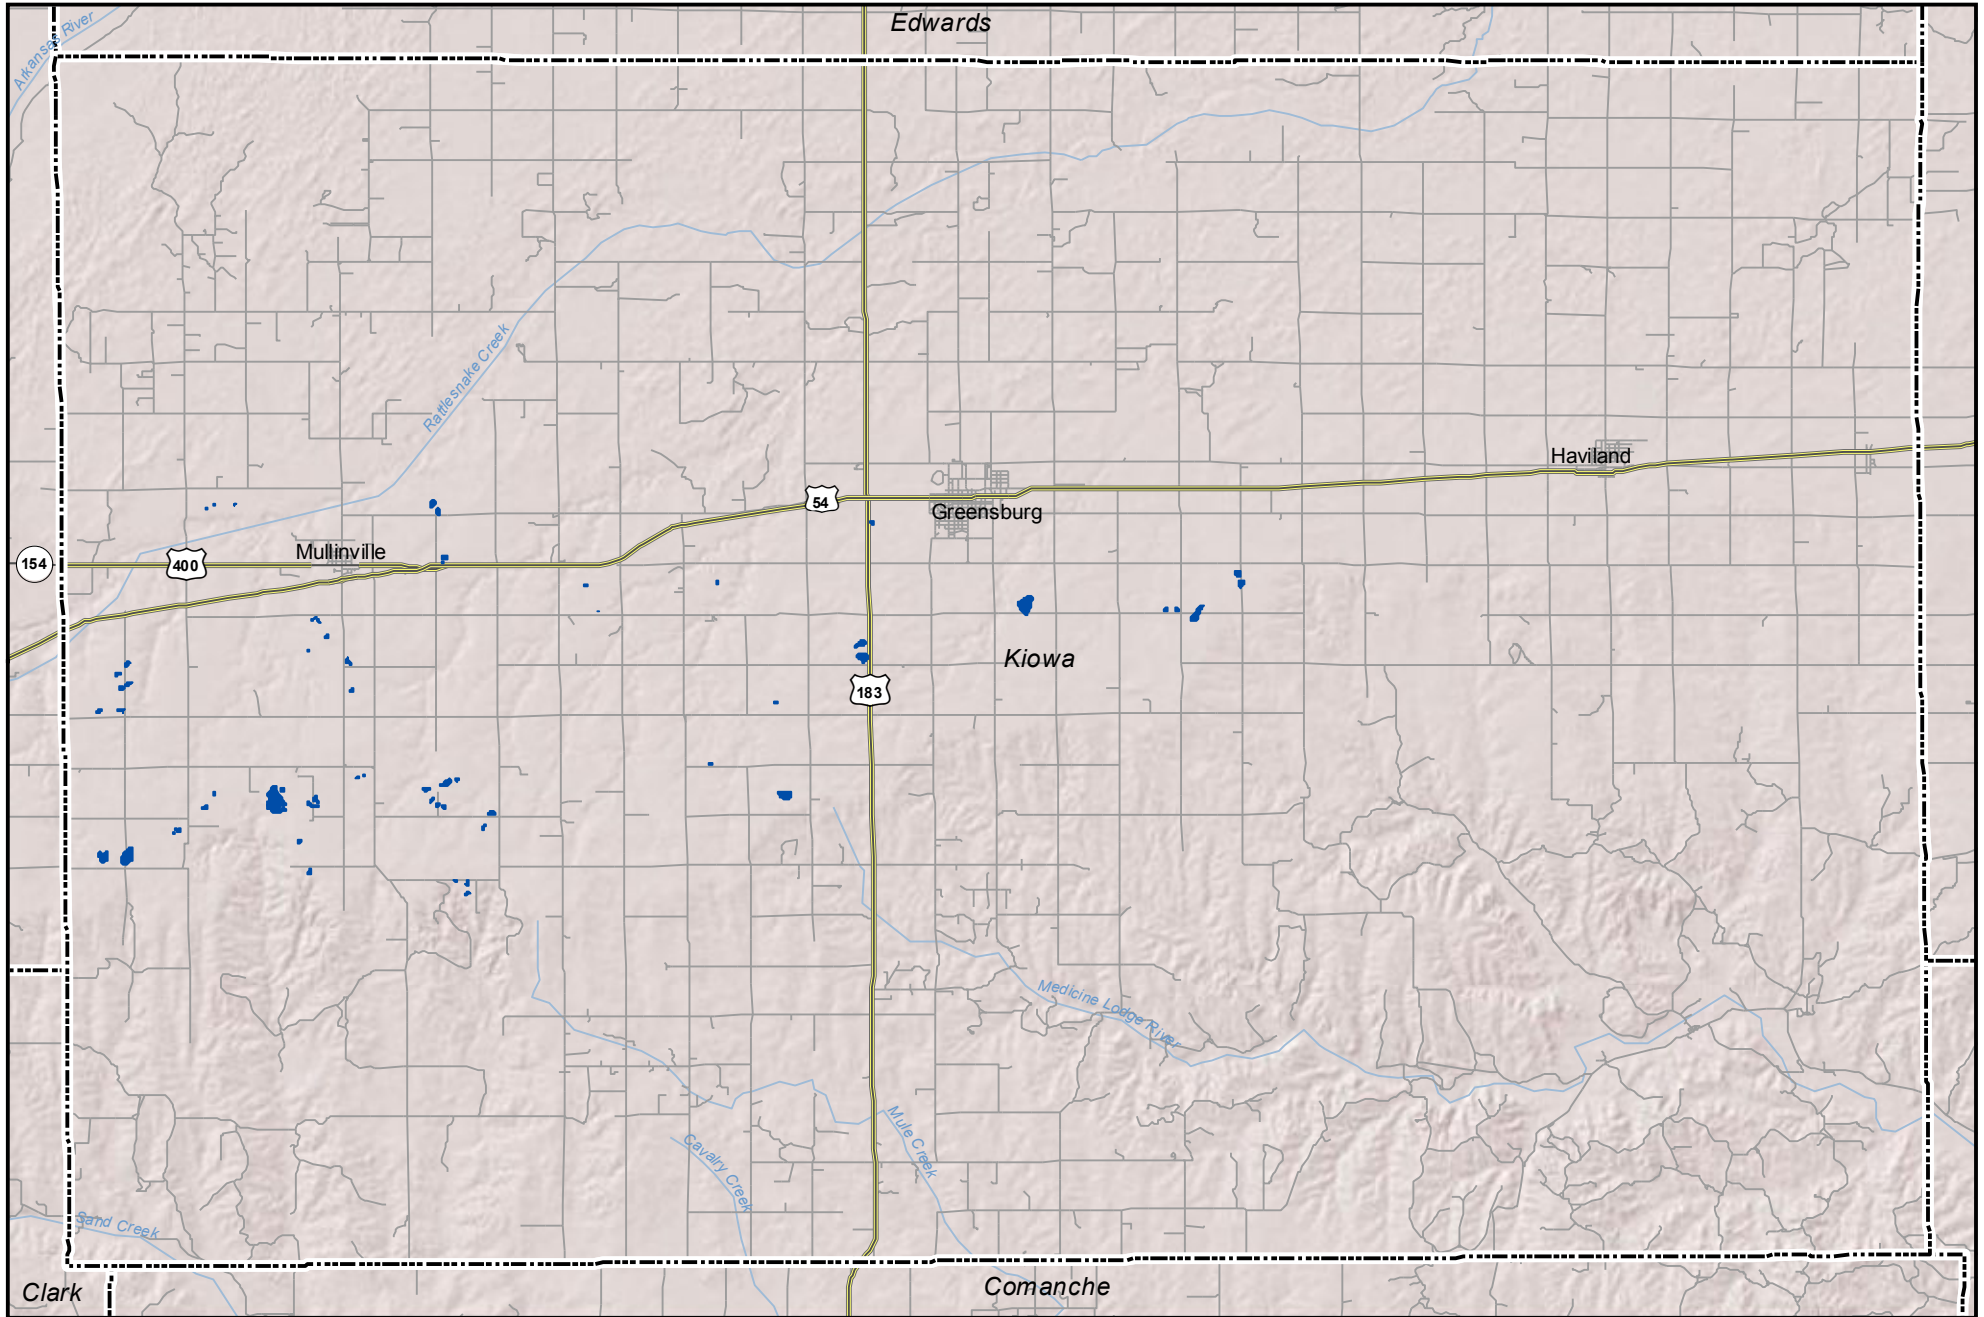 Edwards
Arkansas River
Rattlesnake Creek
Haviland
54
Greensburg
Mullinville
154
400
Kiowa
183
Medicine Lodge River
Mule Creek
Cavalry Creek
Sand Creek
Clark
Comanche